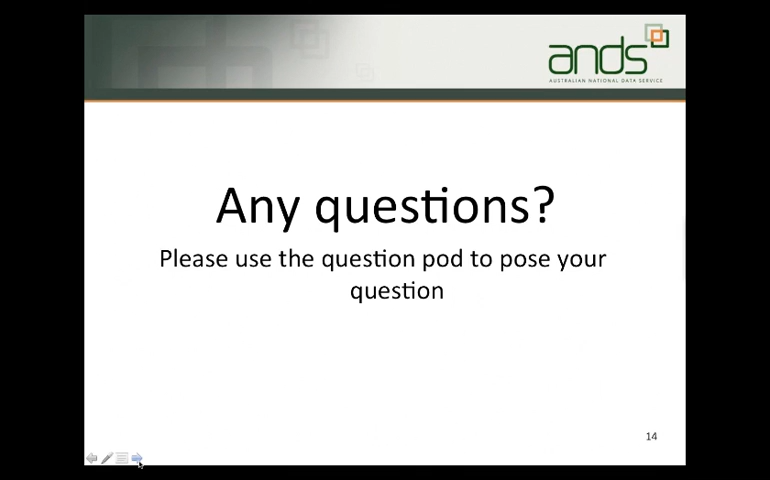 ands
AUSTRALIAN NATIONAL DATA SERVICE
Any questions?
Please use the question pod to pose your
question
14